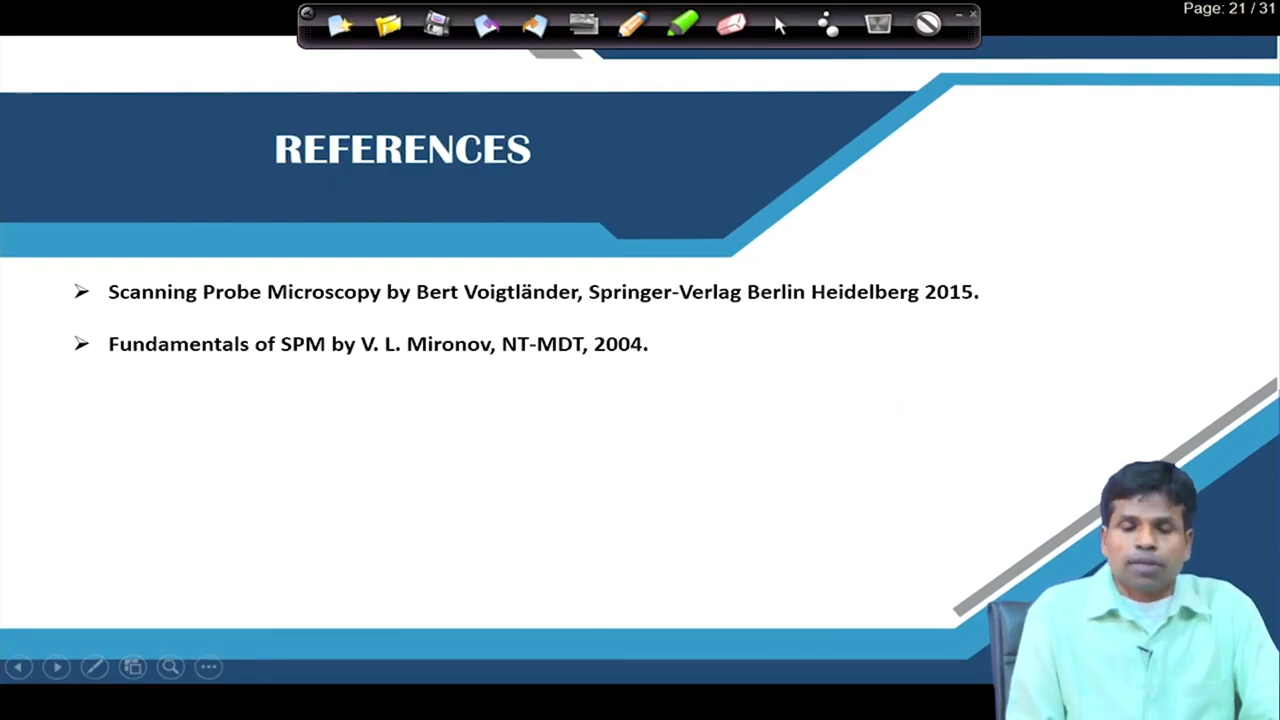 Page: 21 / 31
REFERENCES
Scanning Probe Microscopy by Bert Voigtländer, Springer-Verlag Berlin Heidelberg 2015.
Fundamentals of SPM by V. L. Mironov, NT-MDT, 2004.